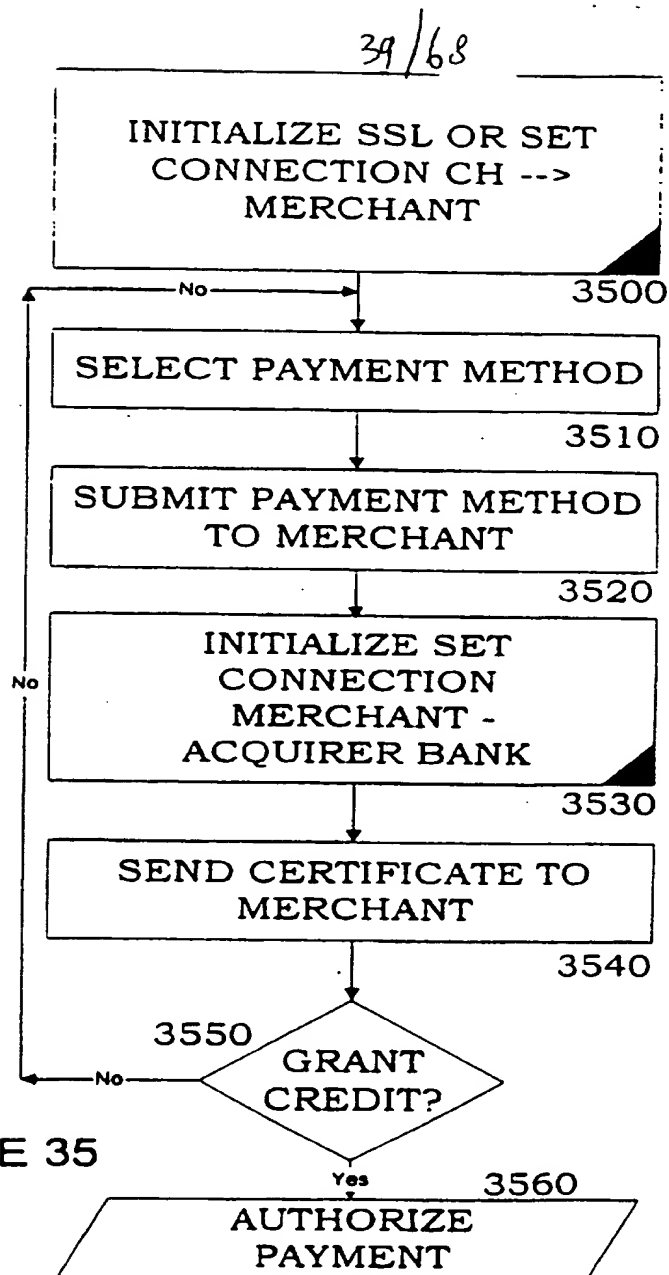 39/68
INITIALIZE SSL OR SET
CONNECTION CH -->
MERCHANT
3500
No
SELECT PAYMENT METHOD
3510
SUBMIT PAYMENT METHOD
TO MERCHANT
3520
No
INITIALIZE SET
CONNECTION
MERCHANT -
ACQUIRER BANK
3530
SEND CERTIFICATE TO
MERCHANT
3540
3550
GRANT
CREDIT?
No
E 35
Yes
3560
AUTHORIZE
PAYMENT